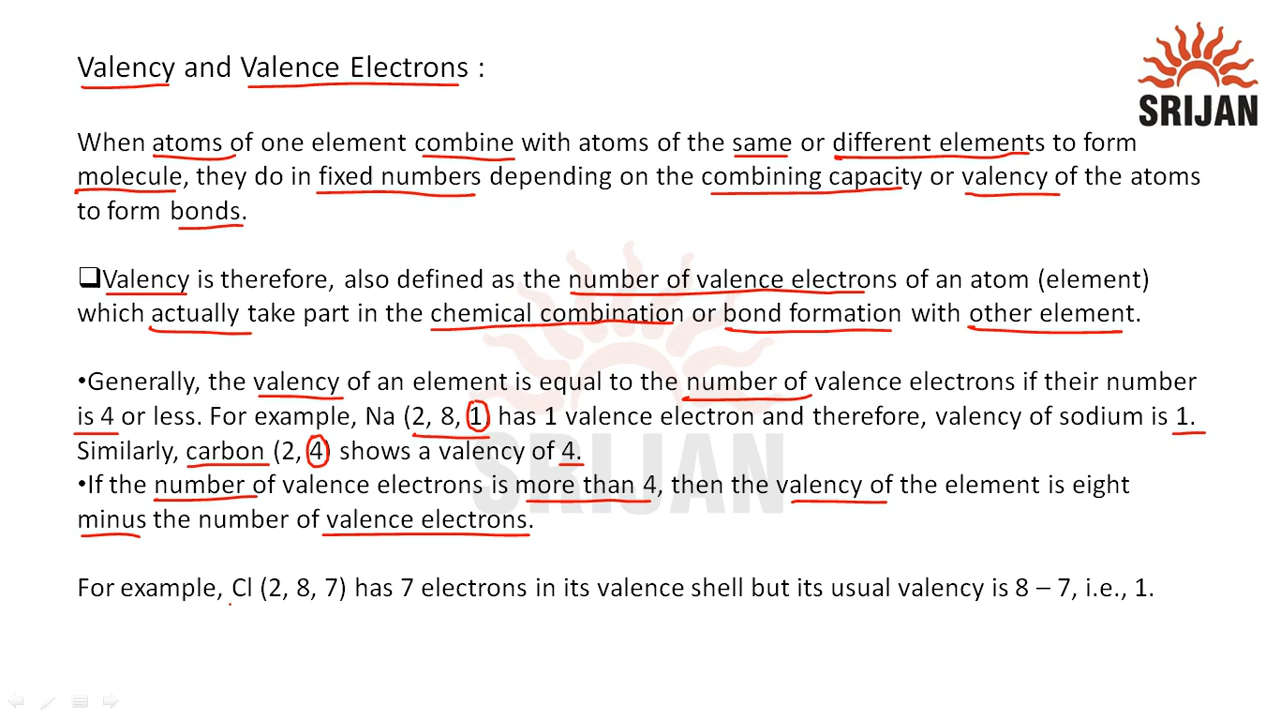 Valency and Valence Electrons :
SRIJAN
When atoms of one element combine with atoms of the same or different elements to form
molecule, they do in fixed numbers depending on the combining capacity or valency of the atoms
to form bonds.
❑Valency is therefore, also defined as the number of valence electrons of an atom (element)
which actually take part in the chemical combination or bond formation with other element.
•Generally, the valency of an element is equal to the number of valence electrons if their number
is 4 or less. For example, Na (2, 8, 1) has 1 valence electron and therefore, valency of sodium is 1.
Similarly, carbon (2, 4) shows a valency of 4.
•If the number of valence electrons is more than 4, then the valency of the element is eight
minus the number of valence electrons.
SRIJAN
For example, Cl (2, 8, 7) has 7 electrons in its valence shell but its usual valency is 8 – 7, i.e., 1.